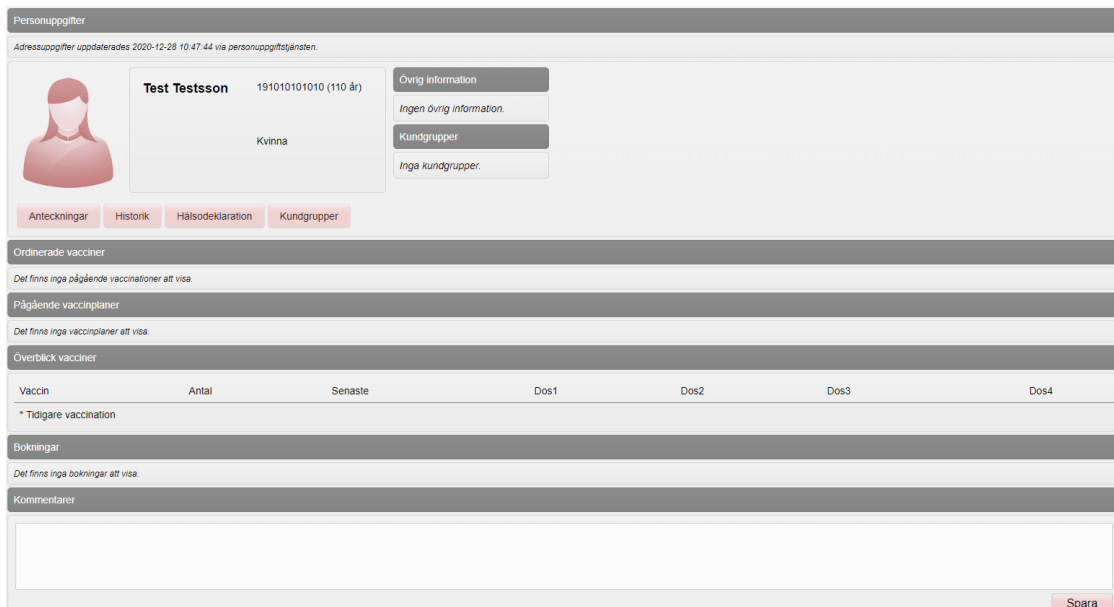 Personuppgifter
Adressuppgifter uppdaterades 2020-12-28 10:47:44 via personuppgiftstjänsten.
Test Testsson 191010101010 (110 år)
Kvinna
Övrig information
Ingen övrig information.
Kundgrupper
Inga kundgrupper.
Anteckningar Historik Hälsodeklaration Kundgrupper
Ordinerade vacciner
Det finns inga pågående vaccinationer att visa.
Pågående vaccinplaner
Det finns inga vaccinplaner att visa.
Överblick vacciner
Vaccin Antal Senaste Dos1 Dos2 Dos3 Dos4
* Tidigare vaccination
Bokningar
Det finns inga bokningar att visa.
Kommentarer
Spara